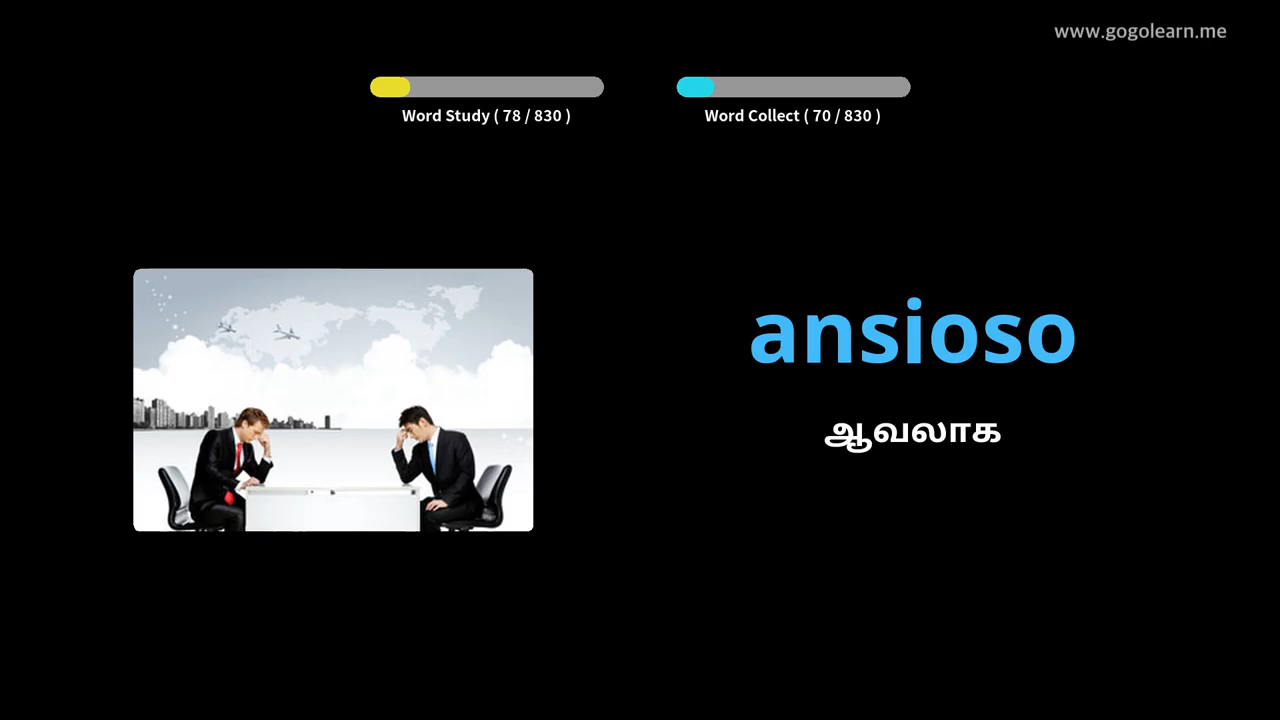 www.gogolearn.me
Word Study ( 78 / 830 )
Word Collect ( 70 / 830 )
ansioso
ஆவலாக